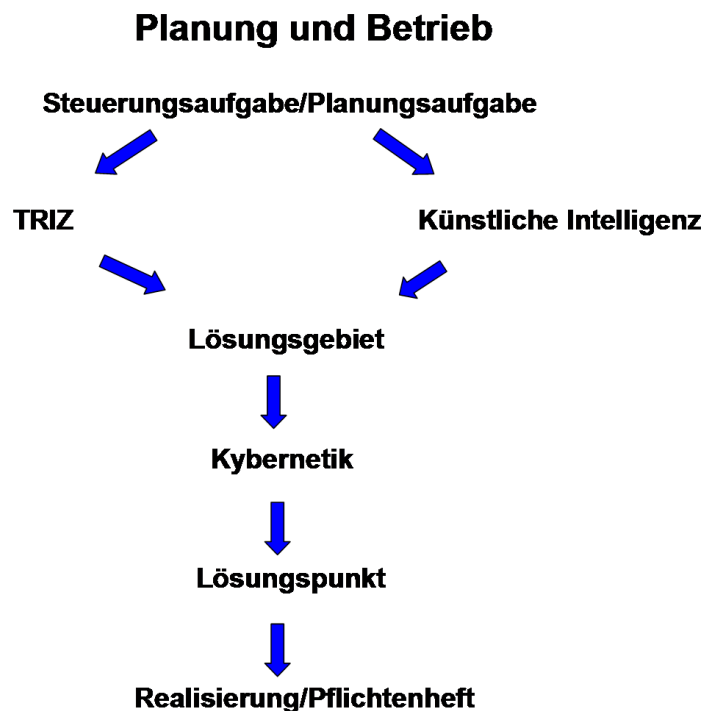 Planung und Betrieb
Steuerungsaufgabe/Planungsaufgabe
TRIZ
Künstliche Intelligenz
Lösungsgebiet
Kybernetik
Lösungspunkt
Realisierung/Pflichtenheft